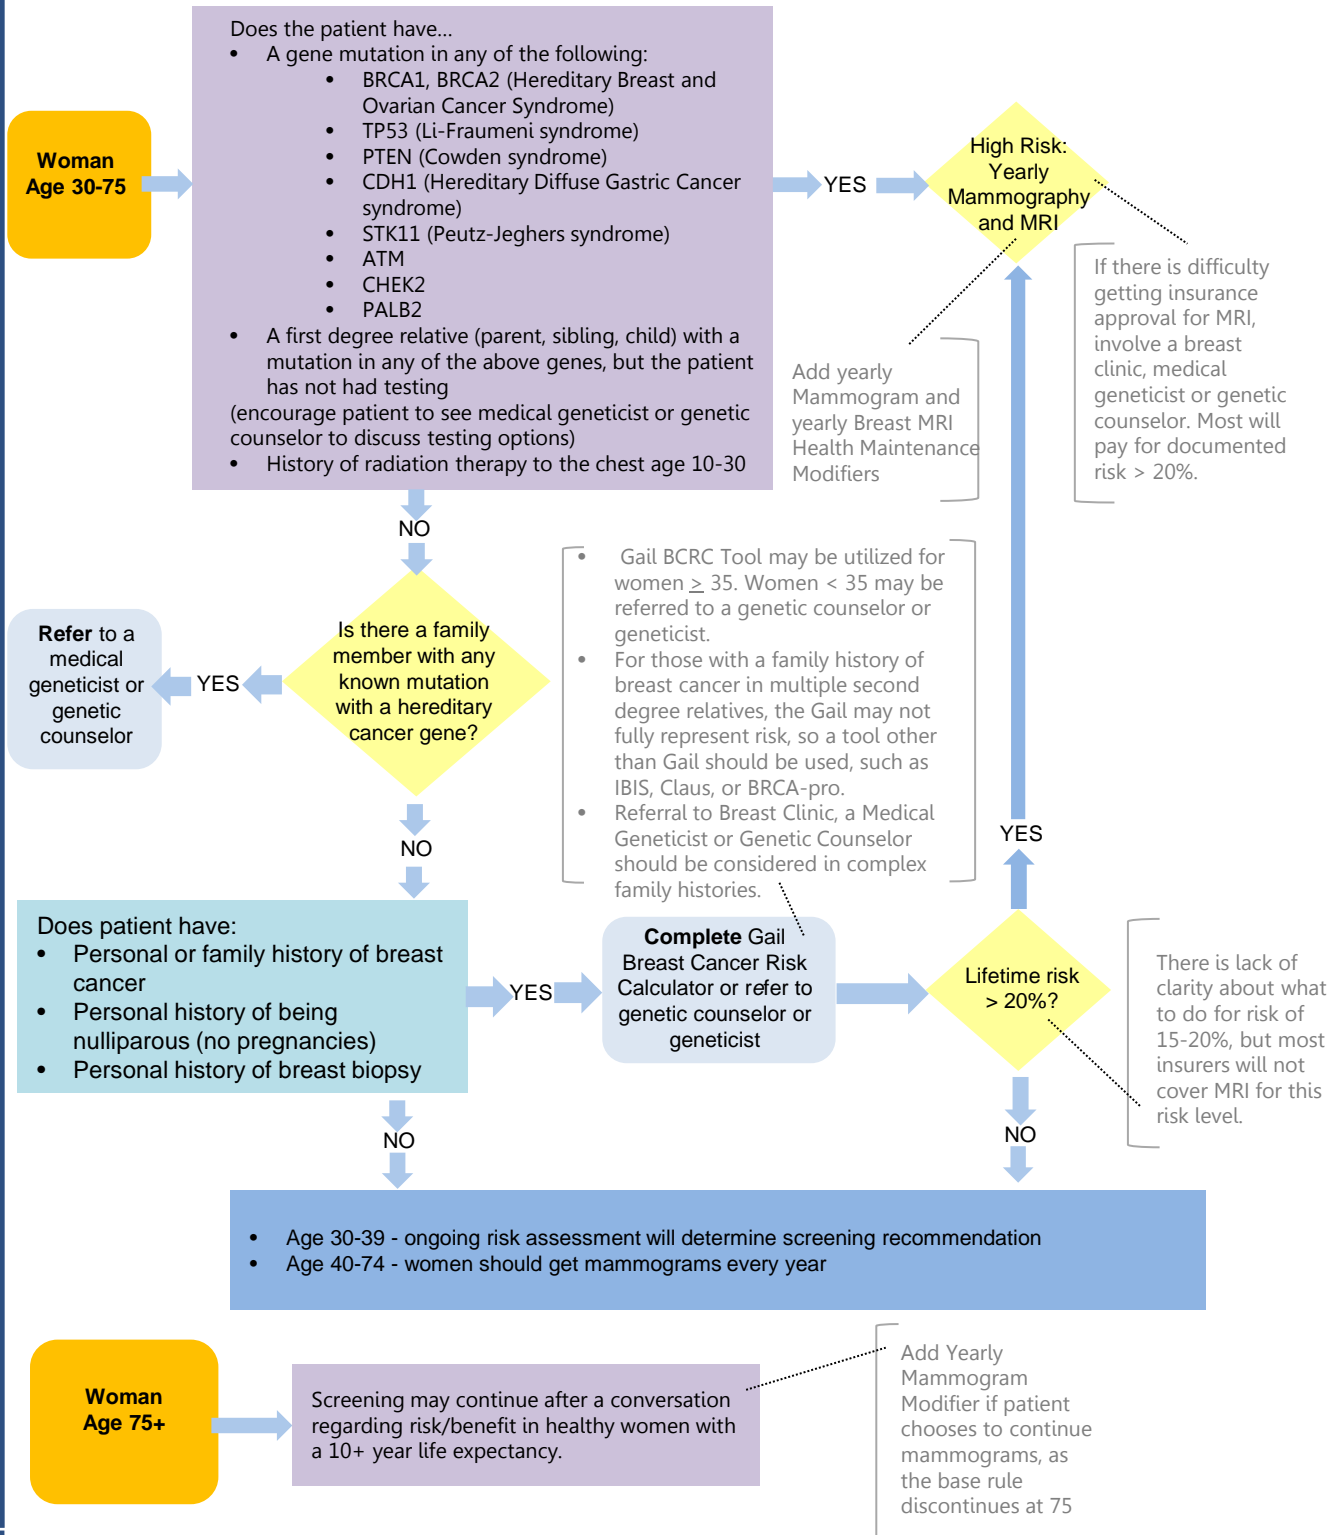 Does the patient have...
• A gene mutation in any of the following:
• BRCA1, BRCA2 (Hereditary Breast and
Ovarian Cancer Syndrome)
• TP53 (Li-Fraumeni syndrome)
• PTEN (Cowden syndrome)
• CDH1 (Hereditary Diffuse Gastric Cancer
syndrome)
• STK11 (Peutz-Jeghers syndrome)
• ATM
• CHEK2
• PALB2
• A first degree relative (parent, sibling, child) with a
mutation in any of the above genes, but the patient
has not had testing
(encourage patient to see medical geneticist or genetic
counselor to discuss testing options)
• History of radiation therapy to the chest age 10-30
Woman
Age 30-75
YES
High Risk:
Yearly
Mammography
and MRI
If there is difficulty
getting insurance
approval for MRI,
involve a breast
clinic, medical
geneticist or genetic
counselor. Most will
pay for documented
risk > 20%.
Add yearly
Mammogram and
yearly Breast MRI
Health Maintenance
Modifiers
NO
Is there a family
member with any
known mutation
with a hereditary
cancer gene?
YES
Refer to a
medical
geneticist or
genetic
counselor
• Gail BCRC Tool may be utilized for
women ≥ 35. Women < 35 may be
referred to a genetic counselor or
geneticist.
• For those with a family history of
breast cancer in multiple second
degree relatives, the Gail may not
fully represent risk, so a tool other
than Gail should be used, such as
IBIS, Claus, or BRCA-pro.
• Referral to Breast Clinic, a Medical
Geneticist or Genetic Counselor
should be considered in complex
family histories.
NO
YES
Does patient have:
• Personal or family history of breast
cancer
• Personal history of being
nulliparous (no pregnancies)
• Personal history of breast biopsy
YES
Complete Gail
Breast Cancer Risk
Calculator or refer to
genetic counselor or
geneticist
Lifetime risk
> 20%?
There is lack of
clarity about what
to do for risk of
15-20%, but most
insurers will not
cover MRI for this
risk level.
NO
NO
• Age 30-39 - ongoing risk assessment will determine screening recommendation
• Age 40-74 - women should get mammograms every year
Woman
Age 75+
Screening may continue after a conversation
regarding risk/benefit in healthy women with
a 10+ year life expectancy.
Add Yearly
Mammogram
Modifier if patient
chooses to continue
mammograms, as
the base rule
discontinues at 75